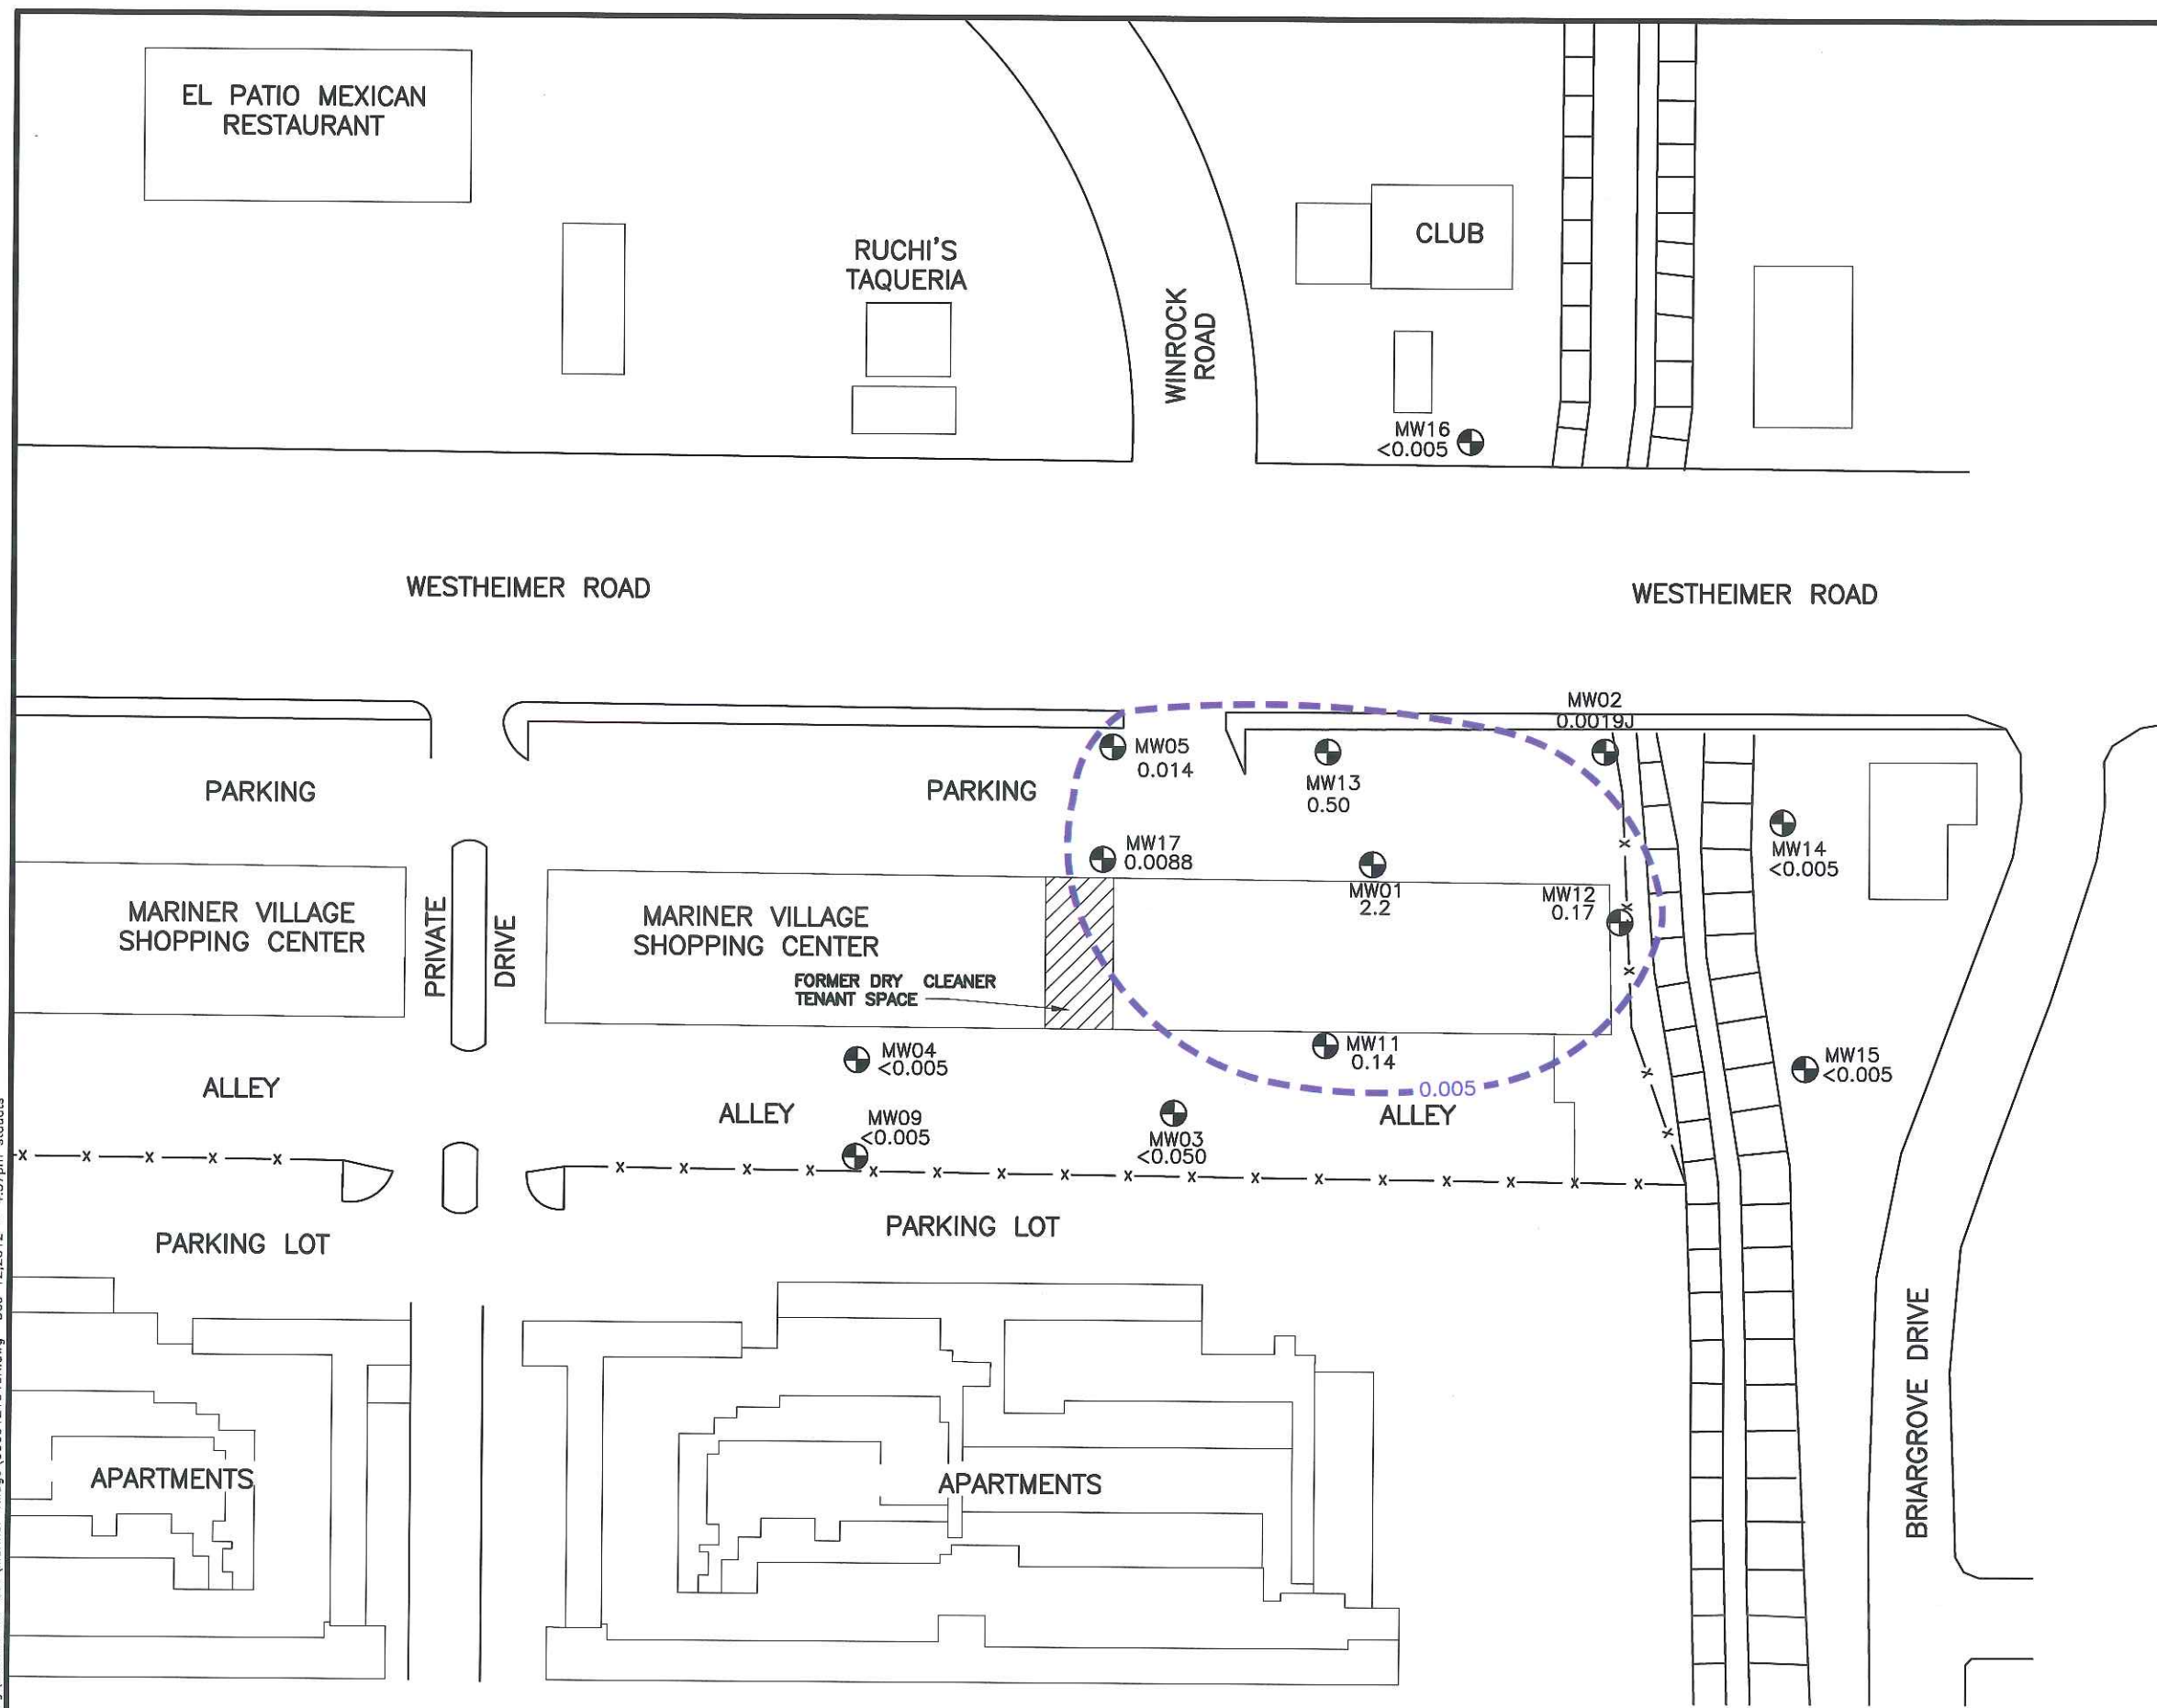 EL PATIO MEXICAN
RESTAURANT
RUCHI'S
TAQUERIA
WINROCK
ROAD
CLUB
MW16
<0.005
WESTHEIMER ROAD
WESTHEIMER ROAD
MW02
0.0019J
MW05
0.014
MW13
0.50
PARKING
PARKING
MW14
<0.005
MW17
0.0088
MW01
2.2
MW12
0.17
MARINER VILLAGE
SHOPPING CENTER
PRIVATE
DRIVE
MARINER VILLAGE
SHOPPING CENTER
FORMER DRY CLEANER
TENANT SPACE
MW04
<0.005
MW11
0.14
MW15
<0.005
0.005
ALLEY
ALLEY
ALLEY
MW09
<0.005
MW03
<0.050
PARKING LOT
PARKING LOT
APARTMENTS
APARTMENTS
BRIARGROVE DRIVE